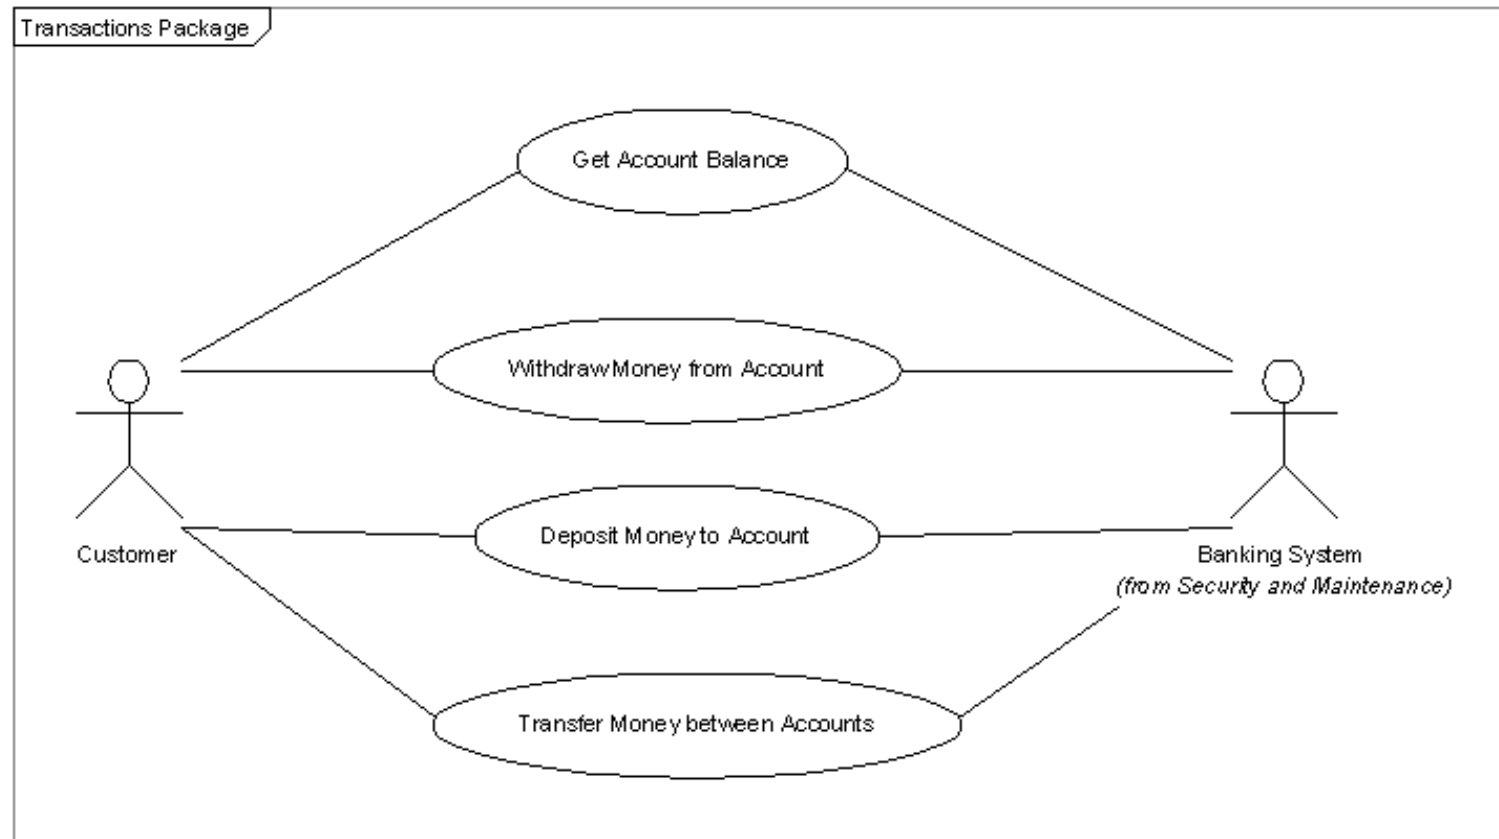 Transactions Package
Get Account Balance
Withdraw Money from Account
Deposit Money to Account
Customer
Banking System
(from Security and Maintenance)
Transfer Money between Accounts